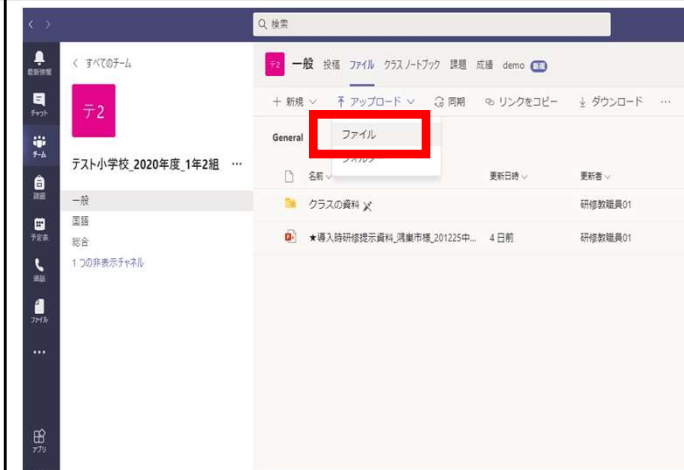 検索
最新情報
チャット
チーム
課題
予定表
通話
ファイル
アプリ
すべてのチーム
テ2
テスト小学校_2020年度_1年2組 …
一般
国語
総合
1 つの非表示チャネル
テ2 一般 投稿 ファイル クラス ノートブック 課題 成績 demo 新規
+ 新規 アップロード 同期 リンクをコピー ダウンロード …
General
ファイル
フォルダ
名前 更新日時 更新者
クラスの資料 研修教職員01
★導入時研修提示資料_鴻巣市様_201225中... 4 日前 研修教職員01